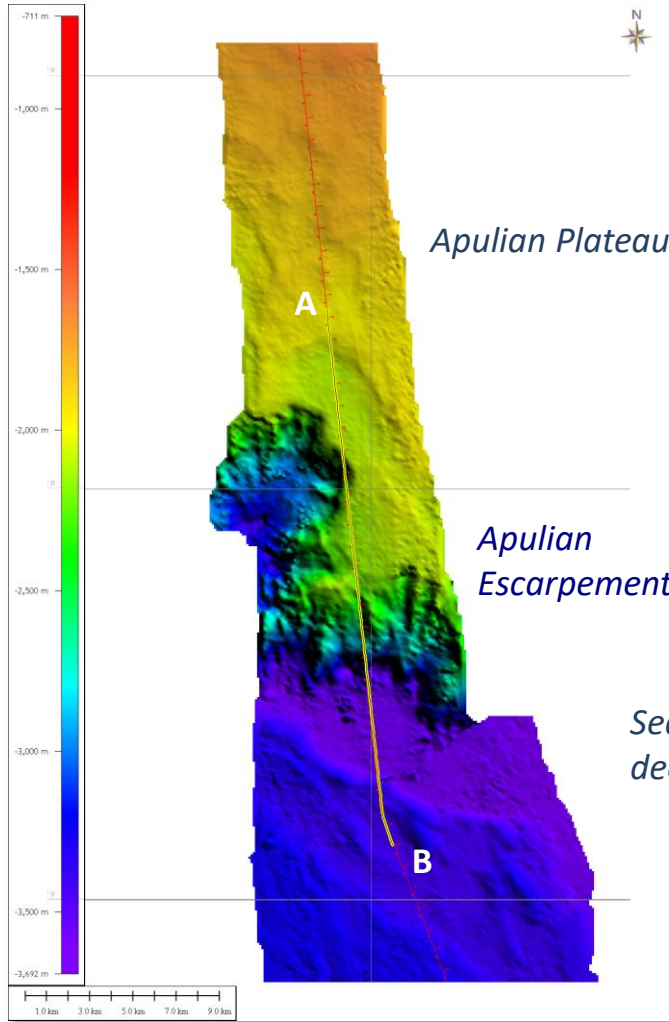 -711 m
N
-1,000 m
Apulian Plateau
-1,500 m
A
-2,000 m
Apulian
Escarpement
-2,500 m
-3,000 m
B
-3,500 m
-3,692 m
1.0 km 3.0 km 5.0 km 7.0 km 9.0 km